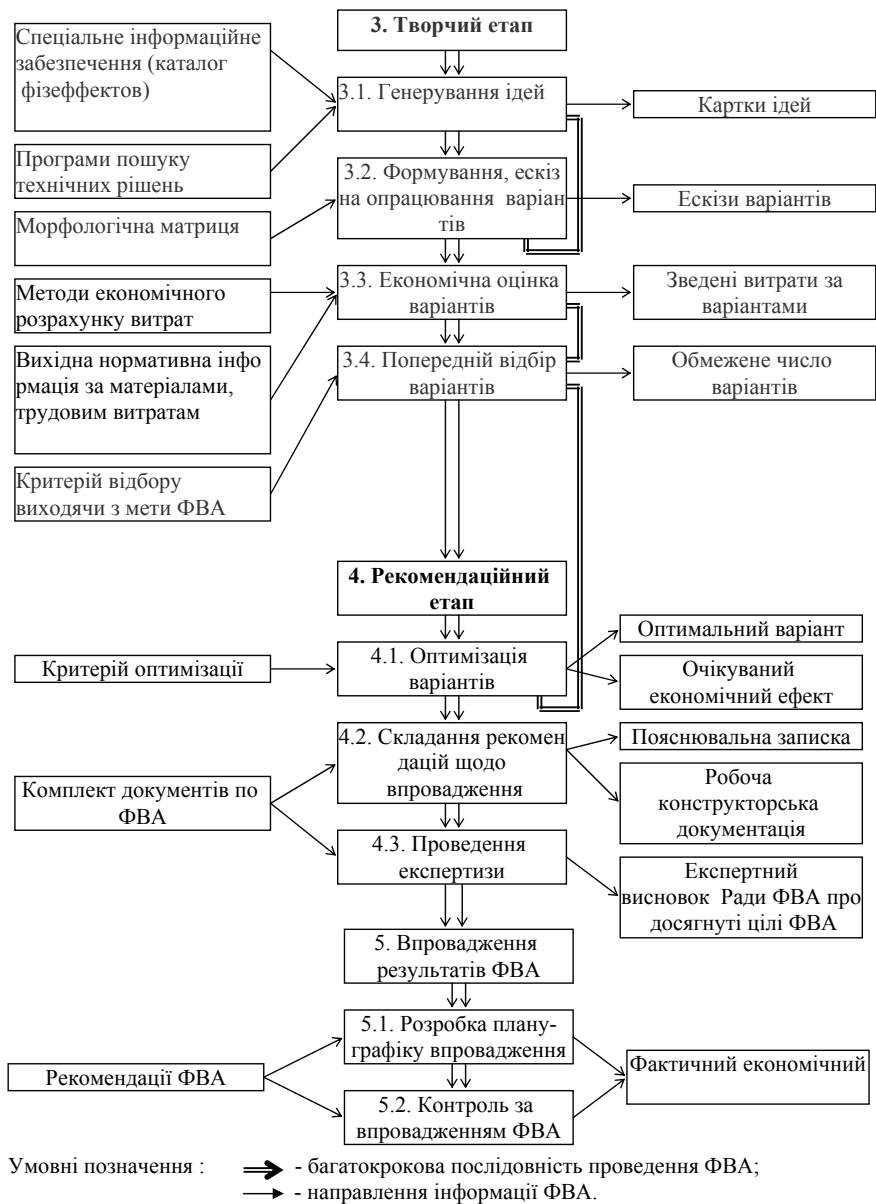 3. Творчий етап
Спеціальне інформаційне
забезпечення (каталог
фізеффектов)
3.1. Генерування ідей
Картки ідей
Програми пошуку
технічних рішень
3.2. Формування, ескіз
на опрацювання варіан
тів
Ескізи варіантів
Морфологічна матриця
3.3. Економічна оцінка
варіантів
Зведені витрати за
варіантами
Методи економічного
розрахунку витрат
Вихідна нормативна інфо
рмація за матеріалами,
трудовим витратам
3.4. Попередній відбір
варіантів
Обмежене число
варіантів
Критерій відбору
виходячи з мети ФВА
4. Рекомендаційний
етап
Критерій оптимізації
4.1. Оптимізація
варіантів
Оптимальний варіант
Очікуваний
економічний ефект
4.2. Складання рекомен
дацій щодо
впровадження
Пояснювальна записка
Робоча
конструкторська
документація
Комплект документів по
ФВА
4.3. Проведення
експертизи
Експертний
висновок Ради ФВА про
досягнуті цілі ФВА
5. Впровадження
результатів ФВА
5.1. Розробка плану-
графіку впровадження
Рекомендації ФВА
Фактичний економічний
5.2. Контроль за
впровадженням ФВА
Умовні позначення : - багатокрокова послідовність проведення ФВА;
- направлення інформації ФВА.